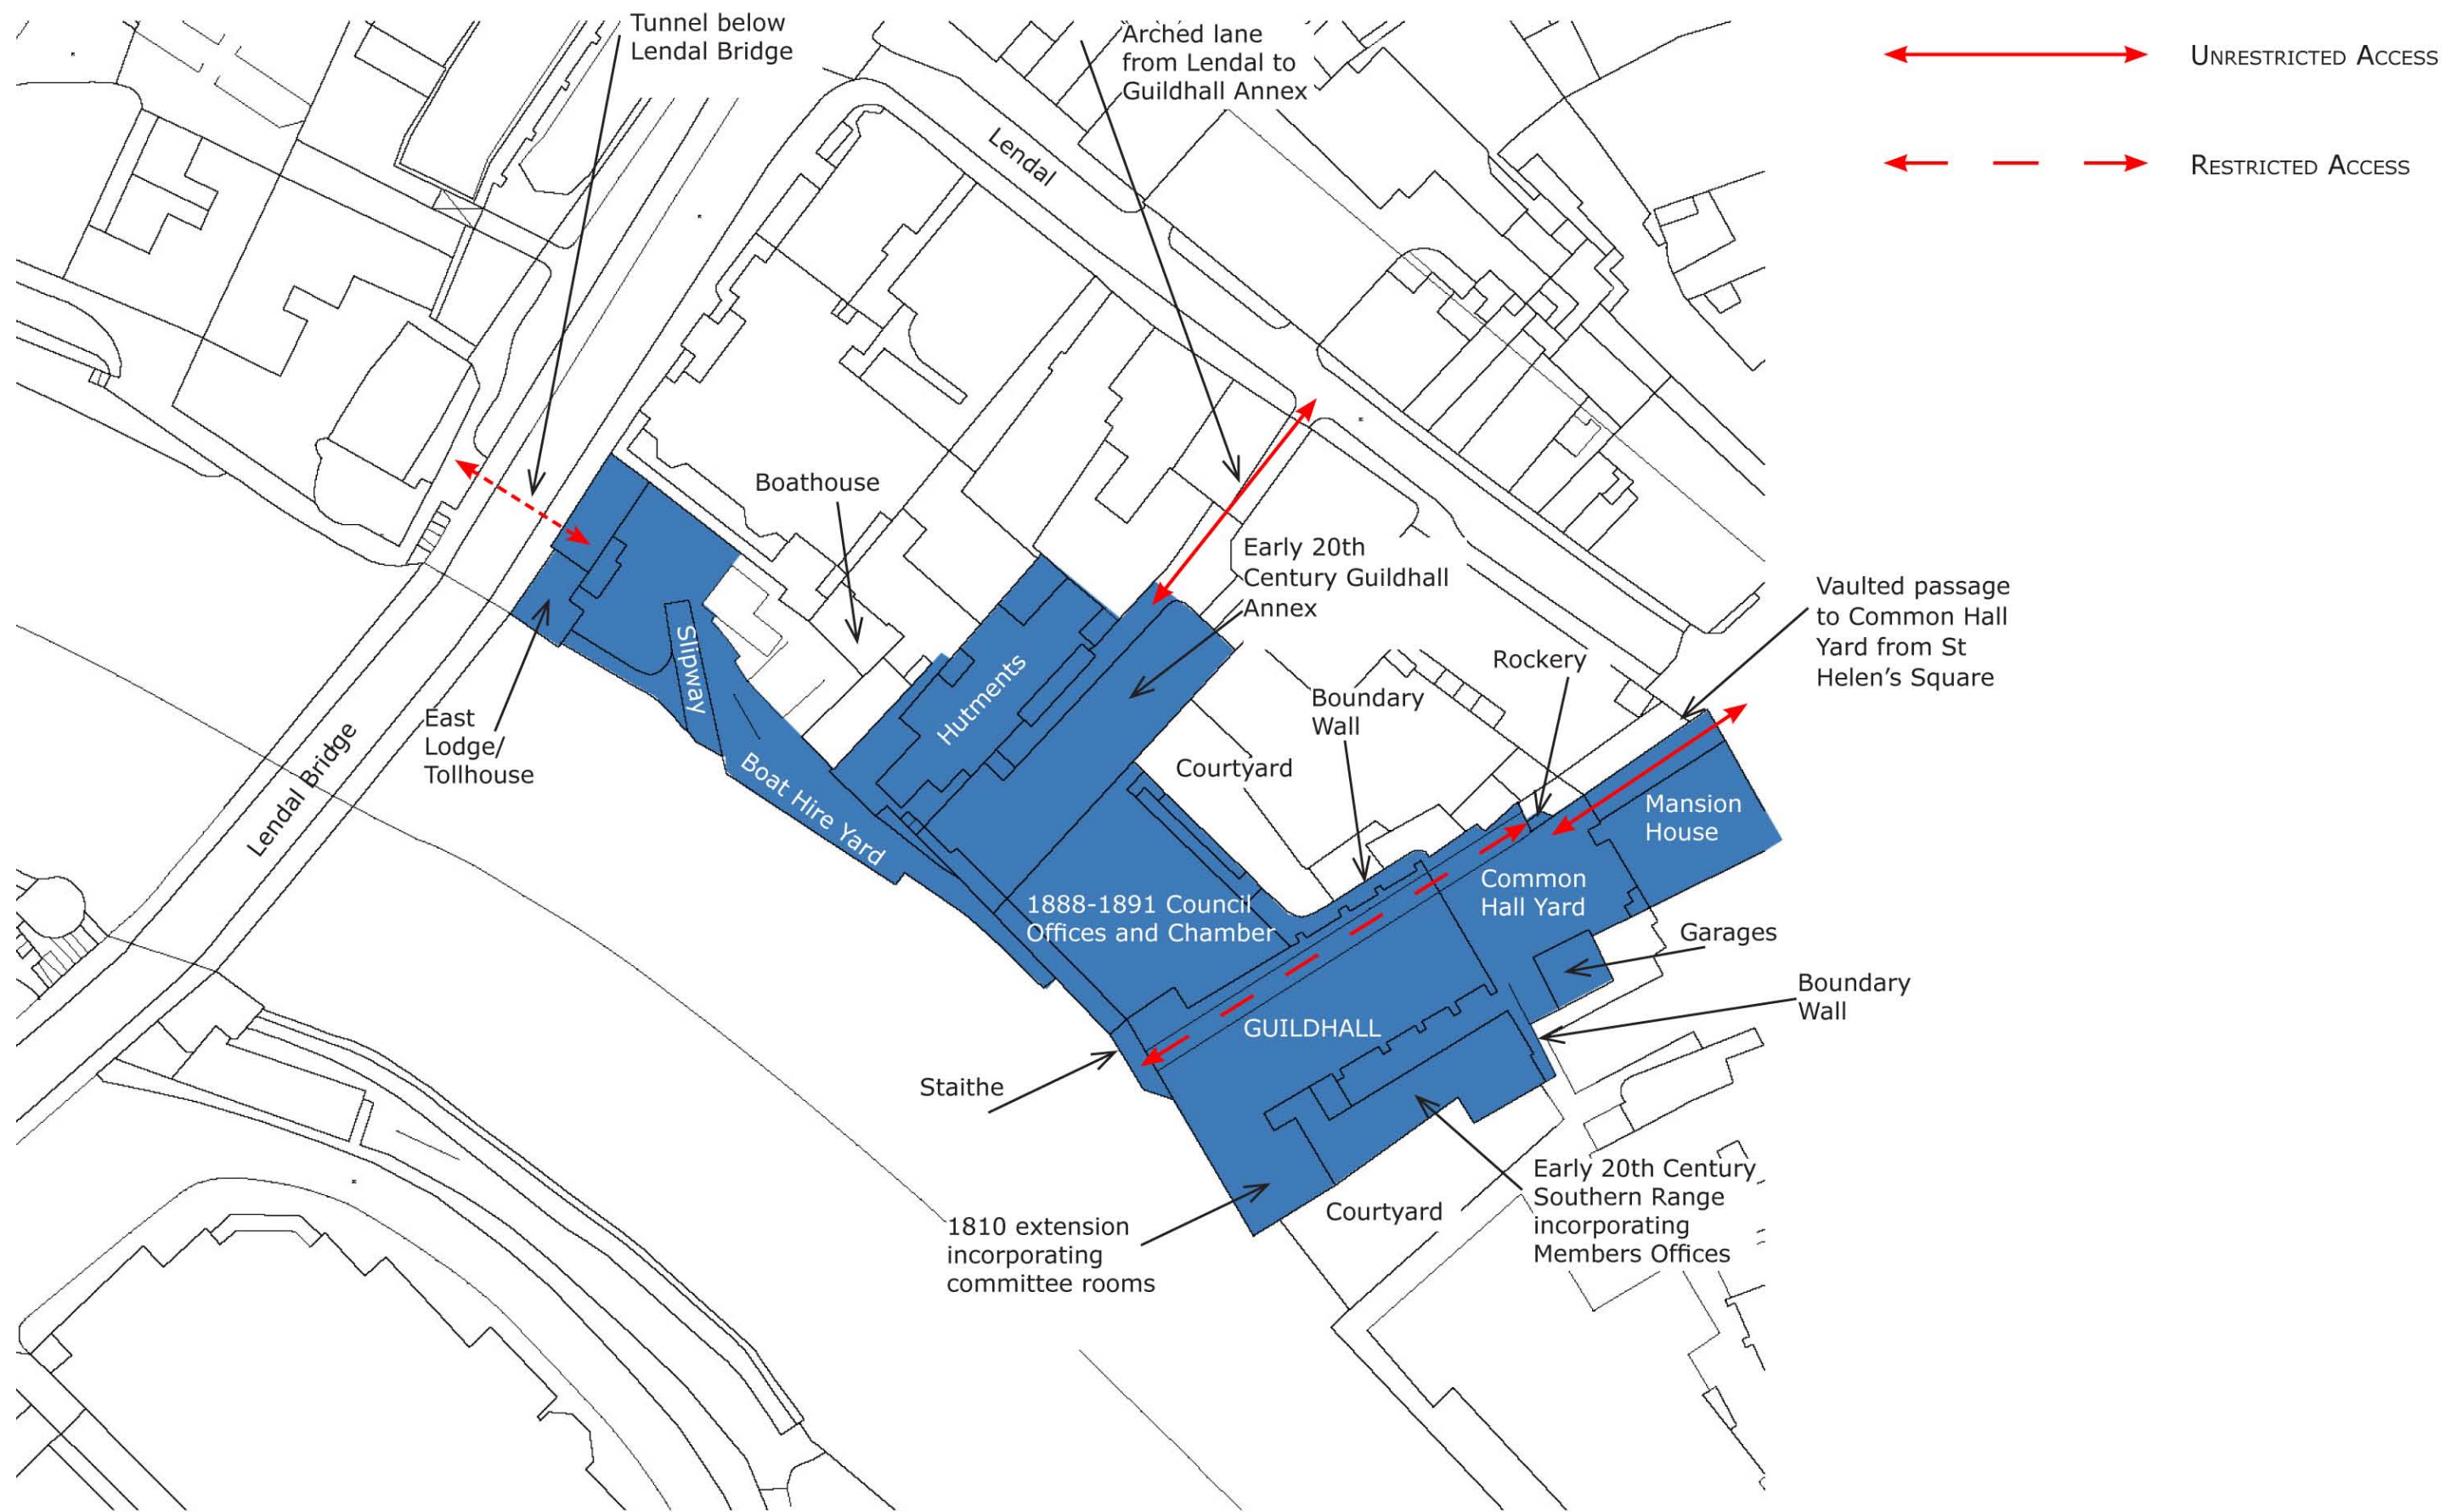 Tunnel below
Lendal Bridge
Arched lane
from Lendal to
Guildhall Annex
UNRESTRICTED ACCESS
RESTRICTED ACCESS
Lendal
Boathouse
Early 20th
Century Guildhall
Annex
Vaulted passage
to Common Hall
Yard from St
Helen’s Square
Slipway
Hutments
Rockery
Boundary
Wall
East
Lodge/
Tollhouse
Lendal Bridge
Boat Hire Yard
Courtyard
Mansion
House
Common
Hall Yard
1888-1891 Council
Offices and Chamber
Garages
Boundary
Wall
GUILDHALL
Staithe
Early 20th Century
Southern Range
incorporating
Members Offices
Courtyard
1810 extension
incorporating
committee rooms